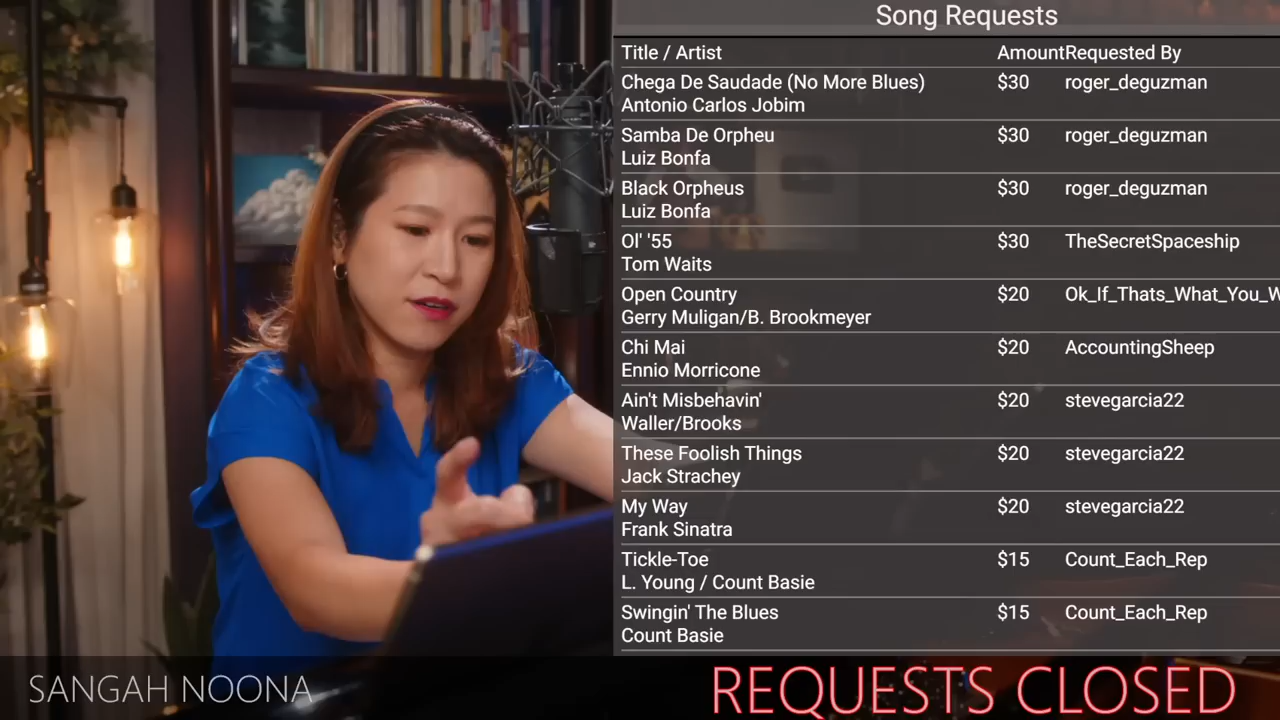 Song Requests
Title / Artist AmountRequested By
Chega De Saudade (No More Blues) $30 roger_deguzman
Antonio Carlos Jobim
Samba De Orpheu $30 roger_deguzman
Luiz Bonfa
Black Orpheus $30 roger_deguzman
Luiz Bonfa
Ol' '55 $30 TheSecretSpaceship
Tom Waits
Open Country $20 Ok_If_Thats_What_You_W
Gerry Muligan/B. Brookmeyer
Chi Mai $20 AccountingSheep
Ennio Morricone
Ain't Misbehavin' $20 stevegarcia22
Waller/Brooks
These Foolish Things $20 stevegarcia22
Jack Strachey
My Way $20 stevegarcia22
Frank Sinatra
Tickle-Toe $15 Count_Each_Rep
L. Young / Count Basie
Swingin' The Blues $15 Count_Each_Rep
Count Basie
SANGAH NOONA
REQUESTS CLOSED